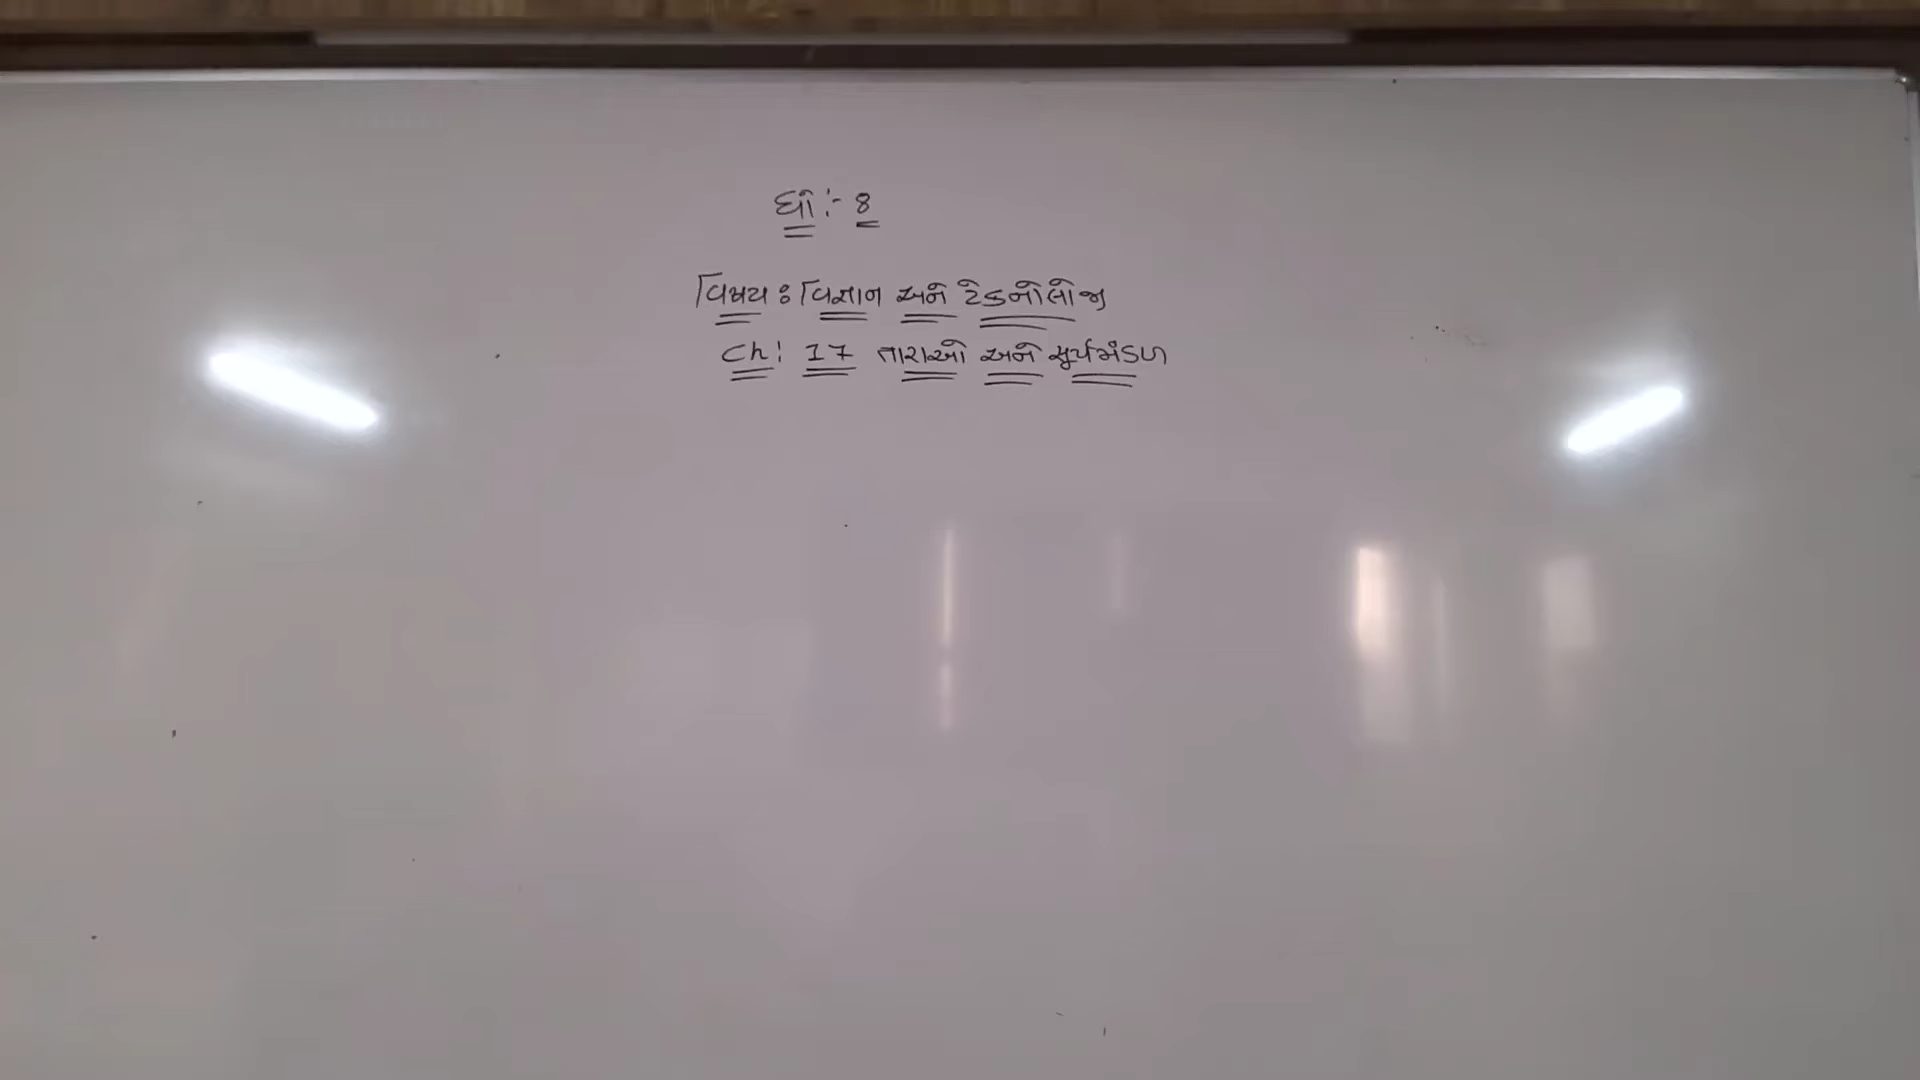 ધો:- 8
વિષય : વિજ્ઞાન અને ટેકનોલોજી
Ch: 17 તારાઓ અને સૂર્યમંડળ